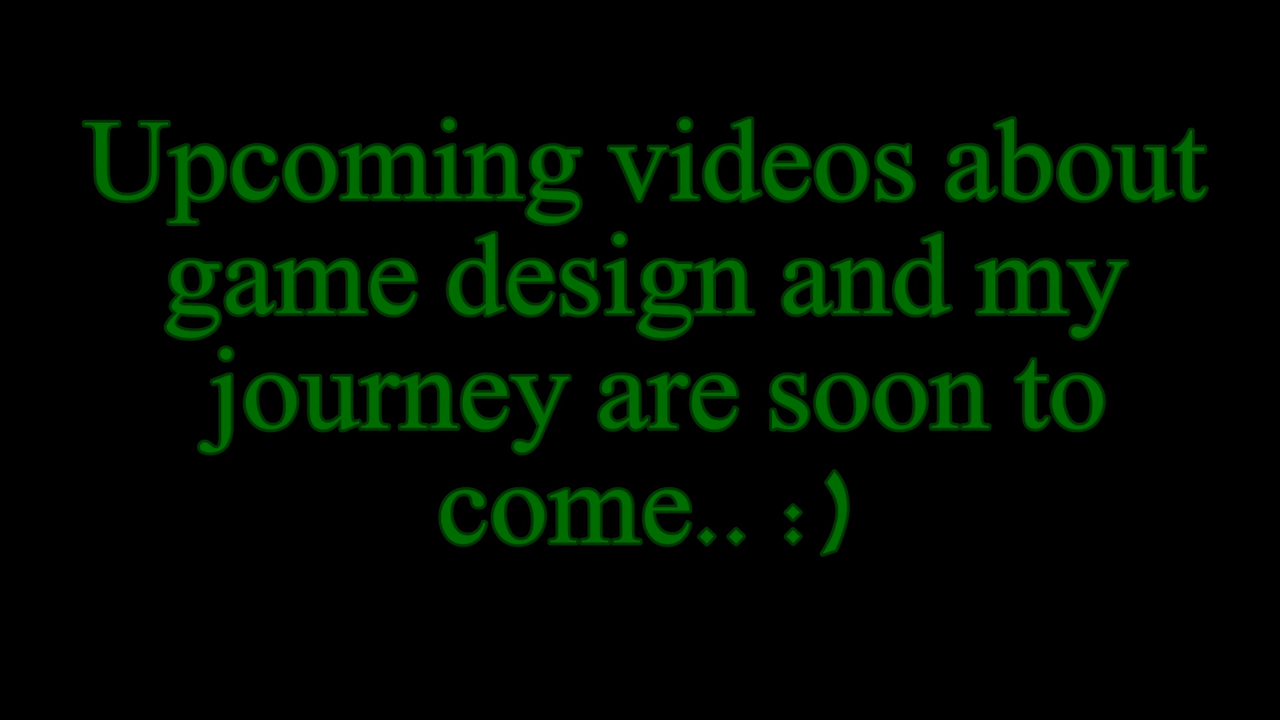 Upcoming videos about
game design and my
journey are soon to
come.. :)